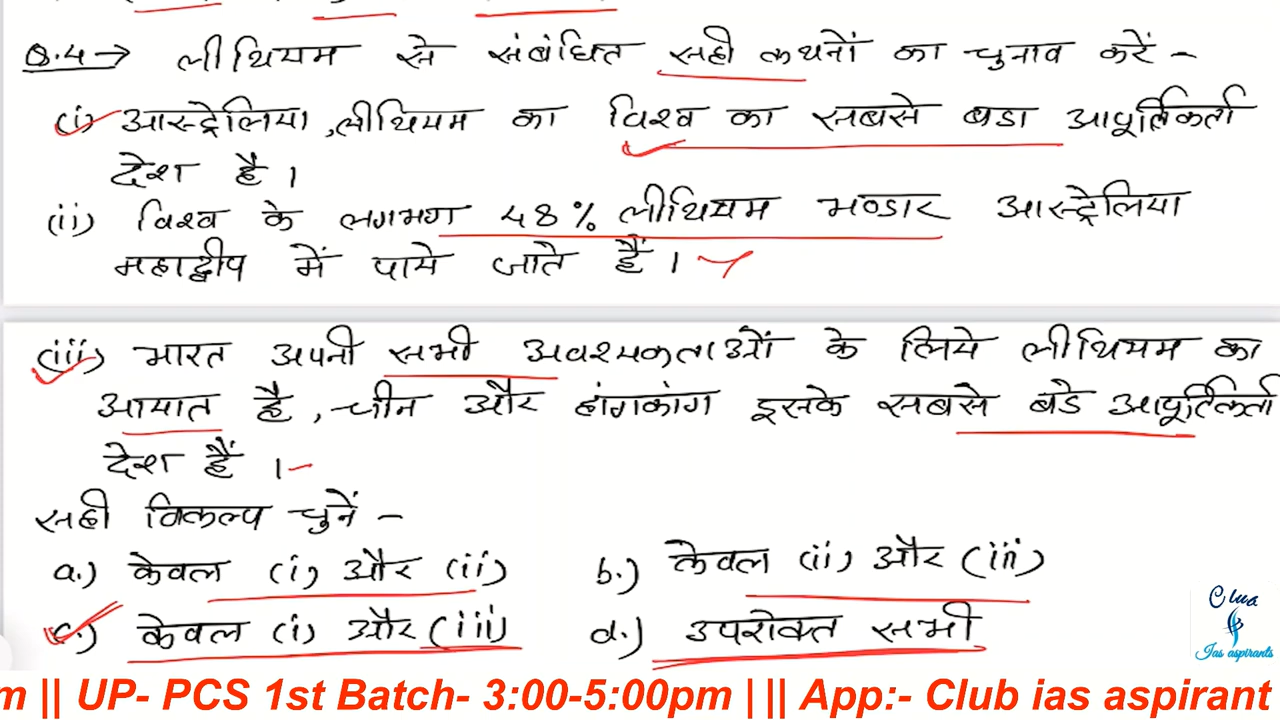 Q.4→ लीथियम से संबंधित सही कथनों का चुनाव करें -
(i) आस्ट्रेलिया, लीथियम का विश्व का सबसे बडा आपूर्तिकर्ता
देश है।
(ii) विश्व के लगभग 48% लीथियम भण्डार आस्ट्रेलिया
महाद्वीप में पाये जाते हैं।
(iii) भारत अपनी सभी अवश्यकताओं के लिये लीथियम का
आयात है, चीन और हांगकांग इसके सबसे बडे आपूर्तिकर्ता
देश हैं।
सही विकल्प चुनें -
a.) केवल (i) और (ii) b.) केवल (ii) और (iii)
c.) केवल (i) और (iii) d.) उपरोक्त सभी
Club
Ias aspirants
m || UP- PCS 1st Batch- 3:00-5:00pm | || App:- Club ias aspirant